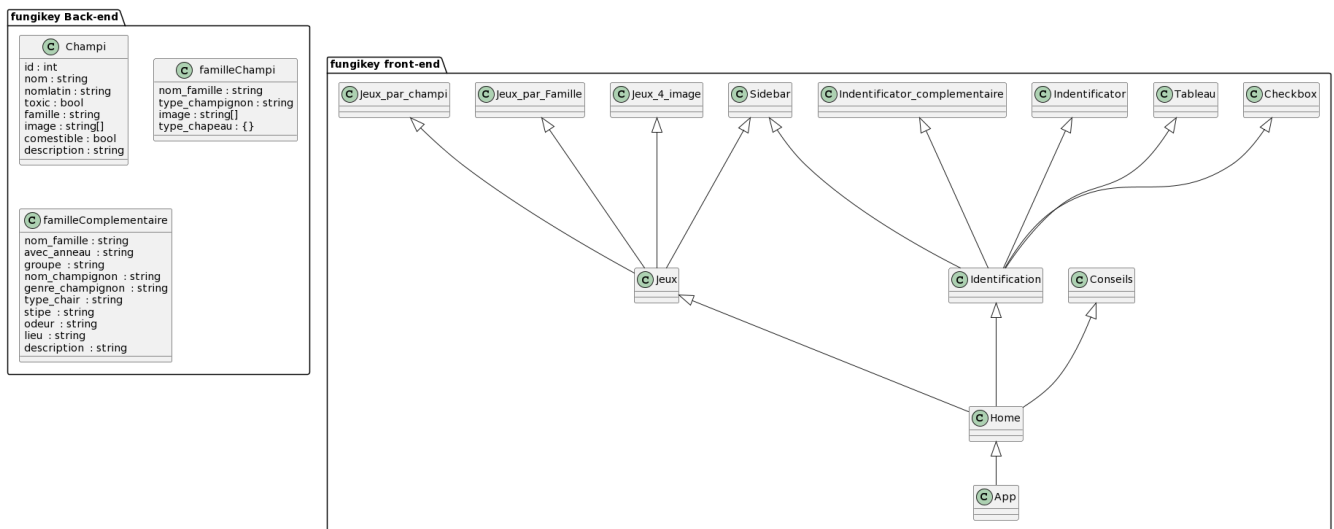 fungikey Back-end
C Champi
id : int
nom : string
nomlatin : string
toxic : bool
famille : string
image : string[]
comestible : bool
description : string
C familleChampi
nom_famille : string
type_champignon : string
image : string[]
type_chapeau : {}
C familleComplementaire
nom_famille : string
avec_anneau : string
groupe : string
nom_champignon : string
genre_champignon : string
type_chair : string
stipe : string
odeur : string
lieu : string
description : string
fungikey front-end
C Jeux_par_champi
C Jeux_par_Famille
C Jeux_4_image
C Sidebar
C Indentificator_complementaire
C Indentificator
C Tableau
C Checkbox
C Jeux
C Identification
C Conseils
C Home
C App